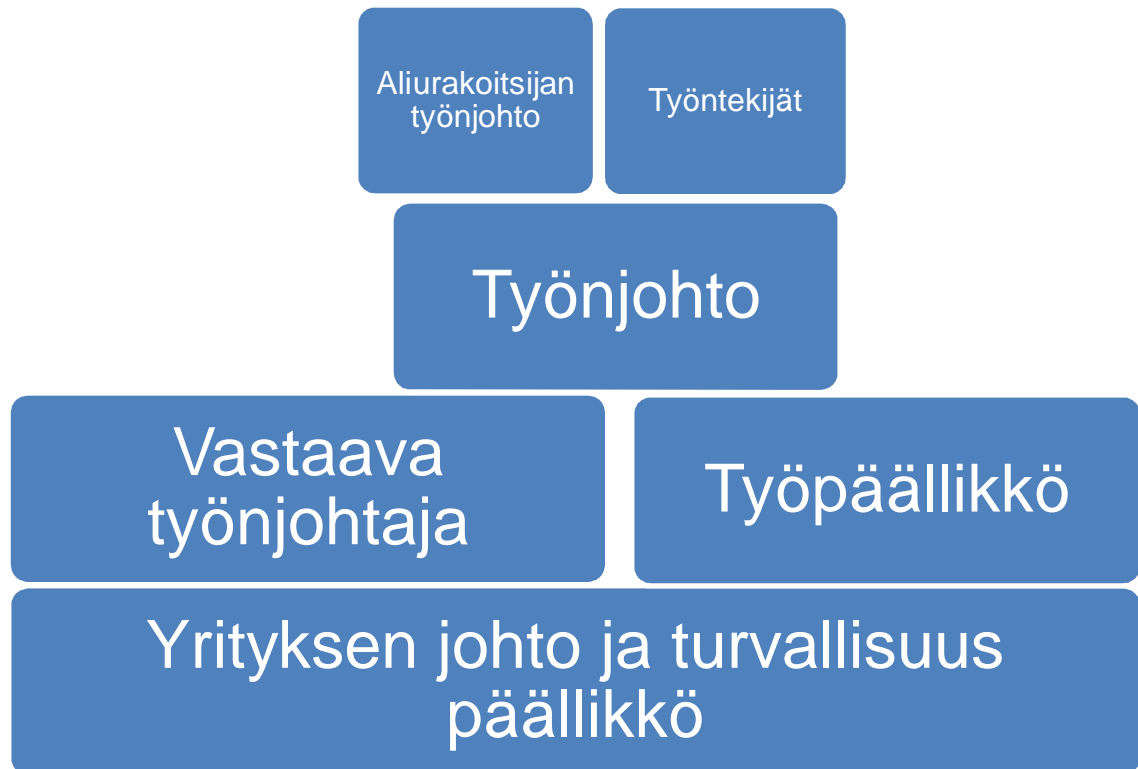 Aliurakoitsijan
työnjohto
Työntekijät
Työnjohto
Vastaava
työnjohtaja
Työpäällikkö
Yrityksen johto ja turvallisuus
päällikkö